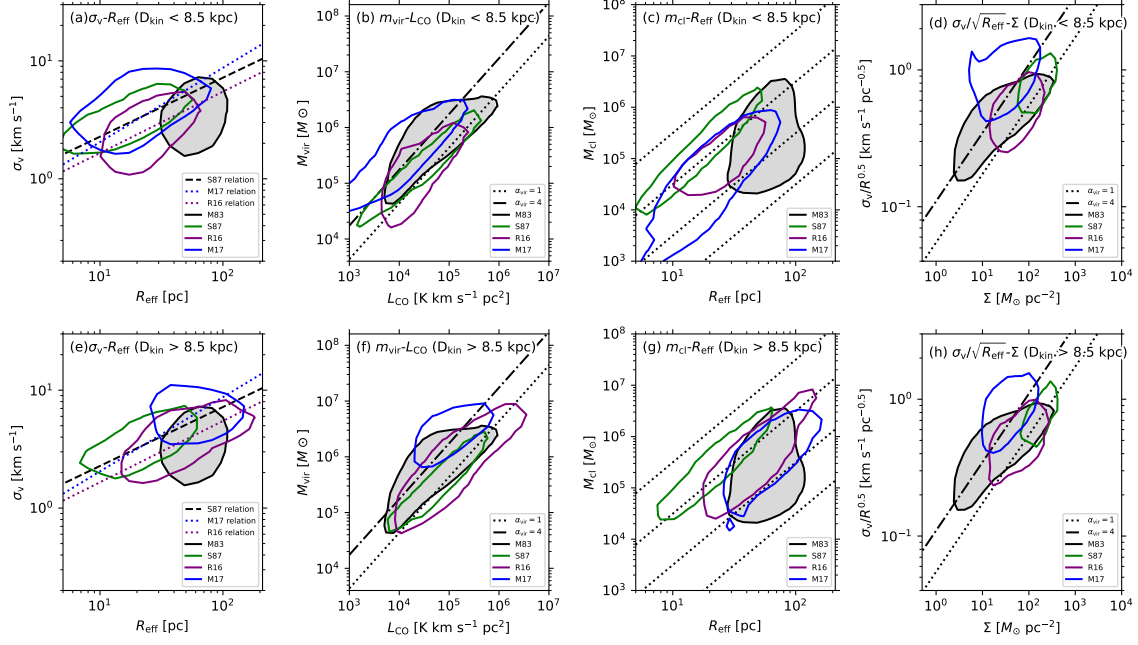 (a)σv-Reff (Dkin < 8.5 kpc)
10¹
10⁰
σv [km s⁻¹]
S87 relation
M17 relation
R16 relation
M83
S87
R16
M17
10¹
10²
Reff [pc]
(b) mvir-LCO (Dkin < 8.5 kpc)
10⁸
10⁷
10⁶
10⁵
10⁴
Mvir [M⊙]
αvir = 1
αvir = 4
M83
S87
R16
M17
10³
10⁴
10⁵
10⁶
10⁷
LCO [K km s⁻¹ pc²]
(c) mcl-Reff (Dkin < 8.5 kpc)
10⁸
10⁷
10⁶
10⁵
10⁴
10³
Mcl [M⊙]
M83
S87
R16
M17
10¹
10²
Reff [pc]
(d) σv/√Reff-Σ (Dkin < 8.5 kpc)
10⁰
10⁻¹
σv/R⁰·⁵ [km s⁻¹ pc⁻⁰·⁵]
αvir = 1
αvir = 4
M83
S87
R16
M17
10⁰
10¹
10²
10³
10⁴
Σ [M⊙ pc⁻²]
(e)σv-Reff (Dkin > 8.5 kpc)
10¹
10⁰
σv [km s⁻¹]
S87 relation
M17 relation
R16 relation
M83
S87
R16
M17
10¹
10²
Reff [pc]
(f) mvir-LCO (Dkin > 8.5 kpc)
10⁸
10⁷
10⁶
10⁵
10⁴
Mvir [M⊙]
αvir = 1
αvir = 4
M83
S87
R16
M17
10³
10⁴
10⁵
10⁶
10⁷
LCO [K km s⁻¹ pc²]
(g) mcl-Reff (Dkin > 8.5 kpc)
10⁸
10⁷
10⁶
10⁵
10⁴
10³
Mcl [M⊙]
M83
S87
R16
M17
10¹
10²
Reff [pc]
(h) σv/√Reff-Σ (Dkin > 8.5 kpc)
10⁰
10⁻¹
σv/R⁰·⁵ [km s⁻¹ pc⁻⁰·⁵]
αvir = 1
αvir = 4
M83
S87
R16
M17
10⁰
10¹
10²
10³
10⁴
Σ [M⊙ pc⁻²]